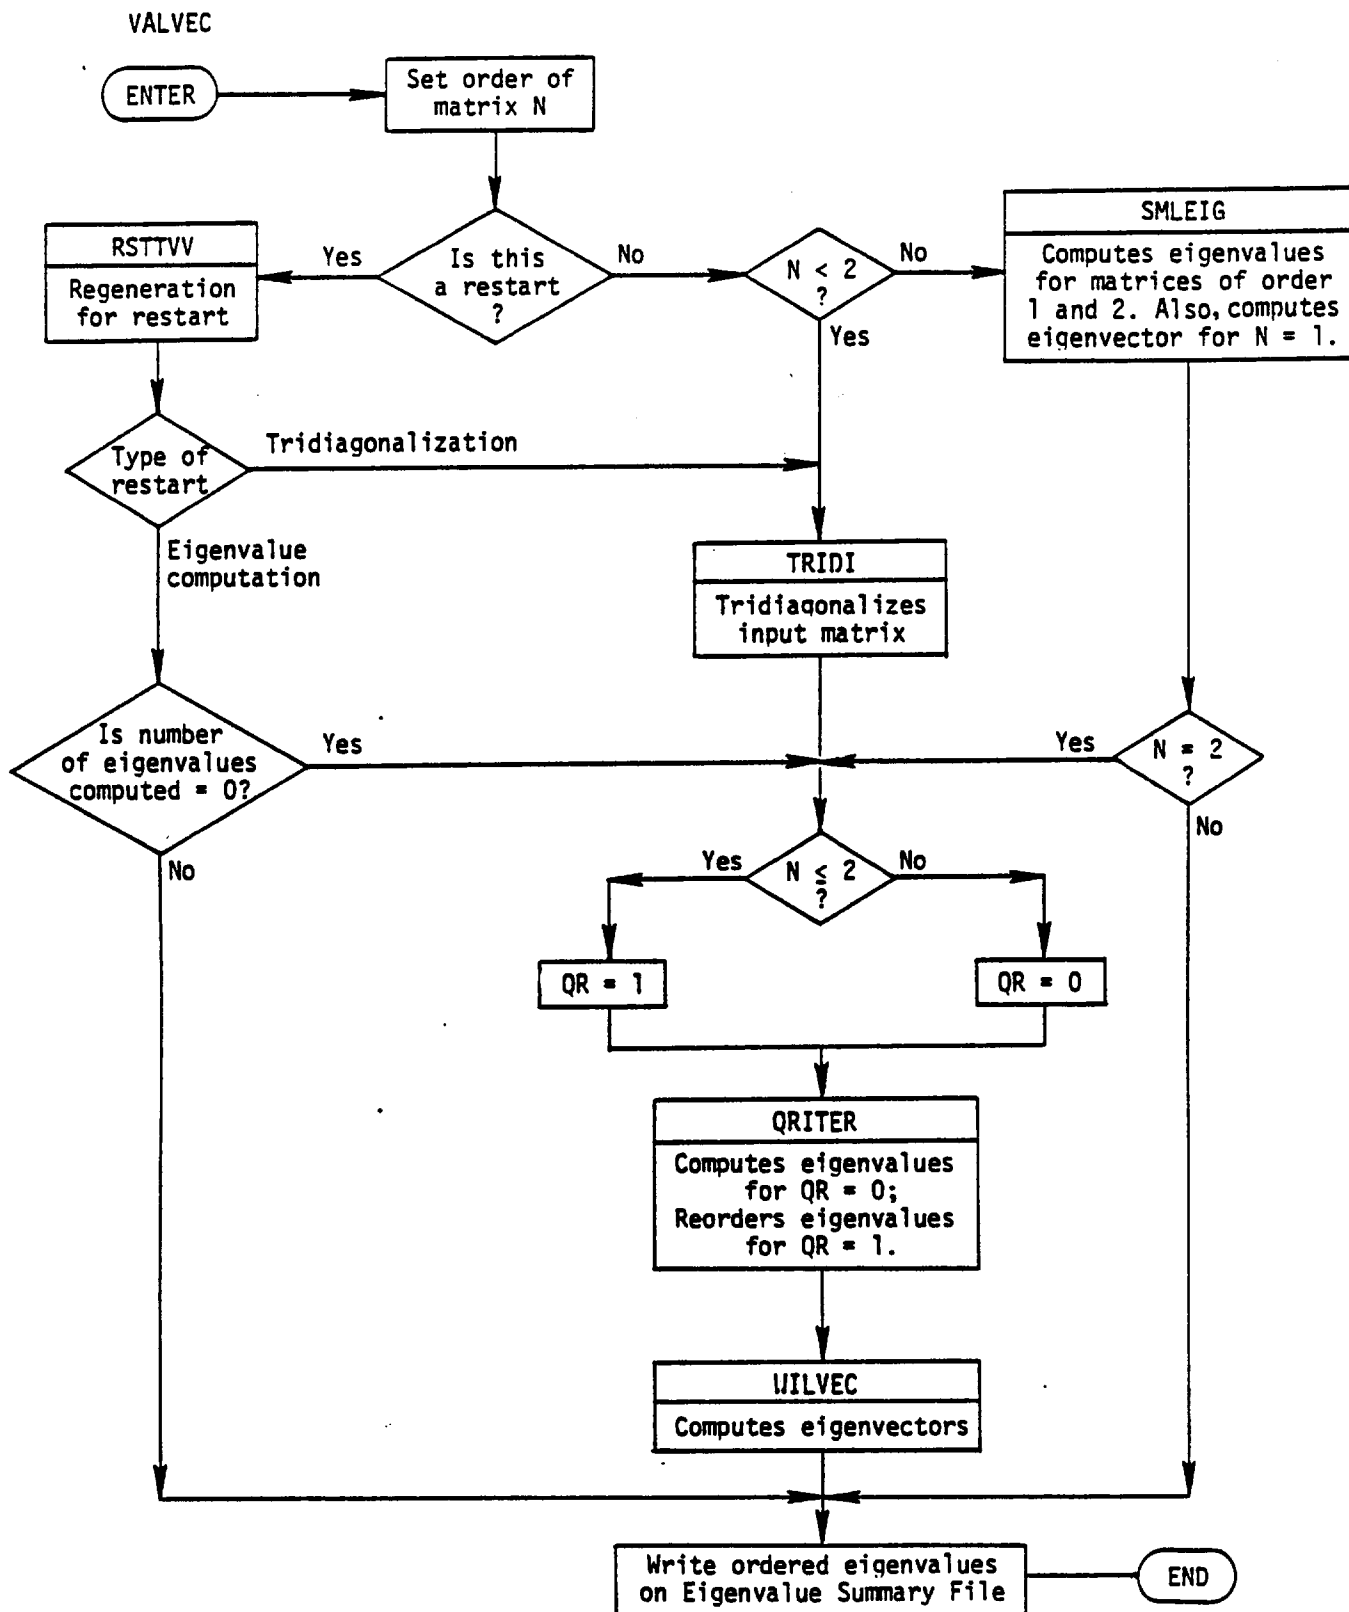 VALVEC
ENTER
Set order of
matrix N
Is this
a restart
?
Yes
No
RSTTVV
Regeneration
for restart
N < 2
?
No
Yes
SMLEIG
Computes eigenvalues
for matrices of order
1 and 2. Also, computes
eigenvector for N = 1.
Type of
restart
Tridiagonalization
Eigenvalue
computation
TRIDI
Tridiagonalizes
input matrix
Is number
of eigenvalues
computed = 0?
Yes
No
N = 2
?
Yes
No
N ≤ 2
?
Yes
No
QR = 1
QR = 0
QRITER
Computes eigenvalues
for QR = 0;
Reorders eigenvalues
for QR = 1.
WILVEC
Computes eigenvectors
Write ordered eigenvalues
on Eigenvalue Summary File
END